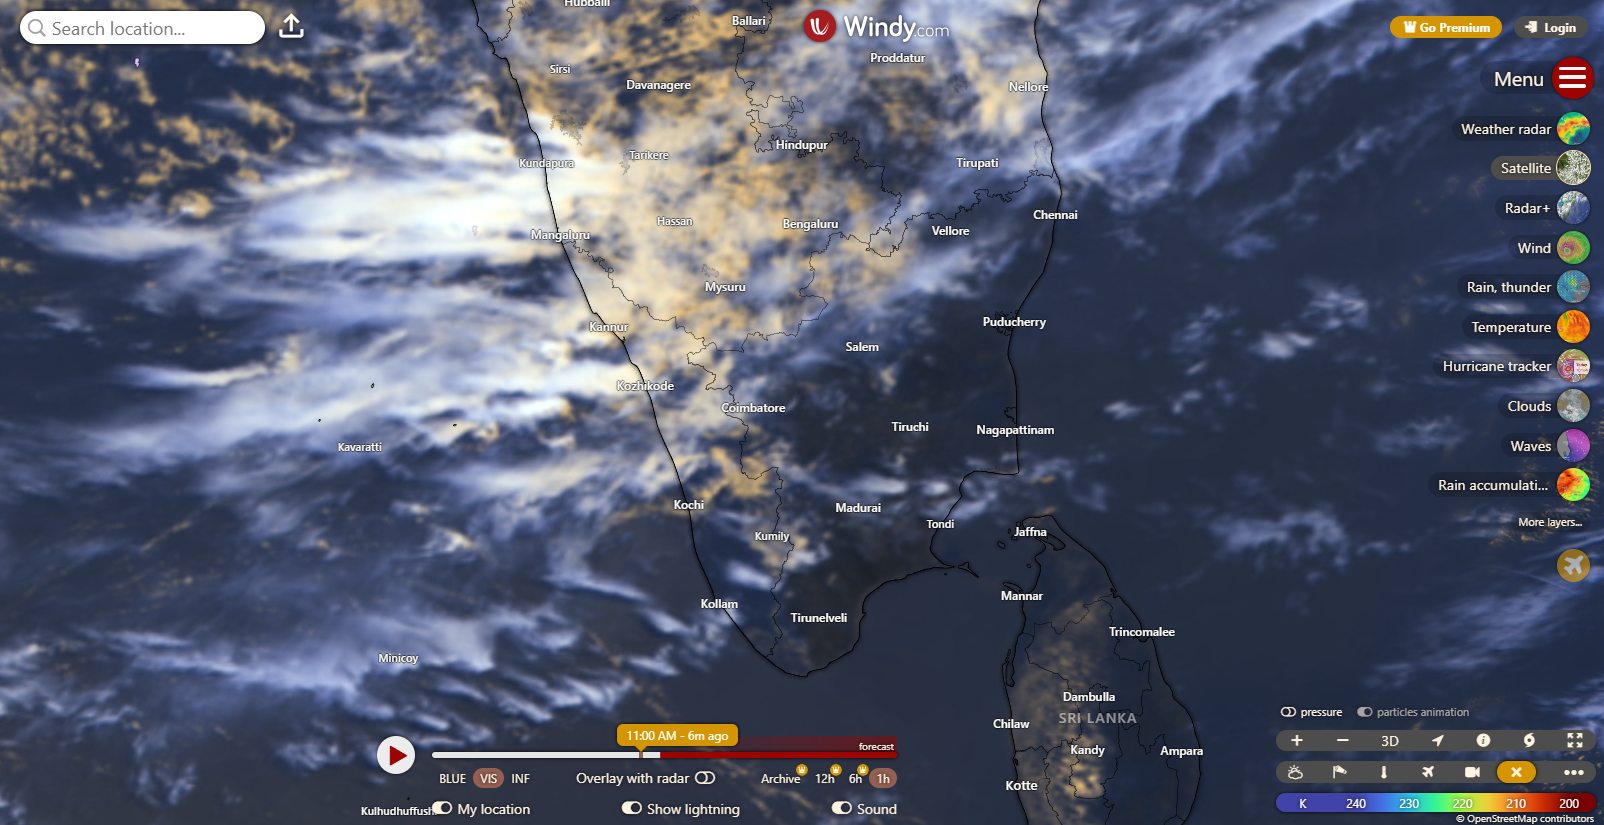 Hubballi
Ballari
Search location...
Windy.com
Go Premium
Login
Proddatur
Sirsi
Davanagere
Nellore
Menu
Weather radar
Hindupur
Tarikere
Kundapura
Tirupati
Satellite
Radar+
Chennai
Hassan
Bengaluru
Vellore
Mangaluru
Wind
Mysuru
Rain, thunder
Puducherry
Kannur
Temperature
Salem
Hurricane tracker
Kozhikode
Coimbatore
Clouds
Tiruchi
Nagapattinam
Kavaratti
Waves
Rain accumulati...
Kochi
Madurai
More layers...
Tondi
Jaffna
Kumily
Mannar
Kollam
Tirunelveli
Trincomalee
Minicoy
Dambulla
SRI LANKA
pressure
particles animation
Chilaw
11:00 AM - 6m ago
forecast
3D
Kandy
Ampara
BLUE VIS INF
Overlay with radar
Archive 12h 6h 1h
Kotte
Kulhudhuffushi
My location
Show lightning
Sound
K 240 230 220 210 200
© OpenStreetMap contributors